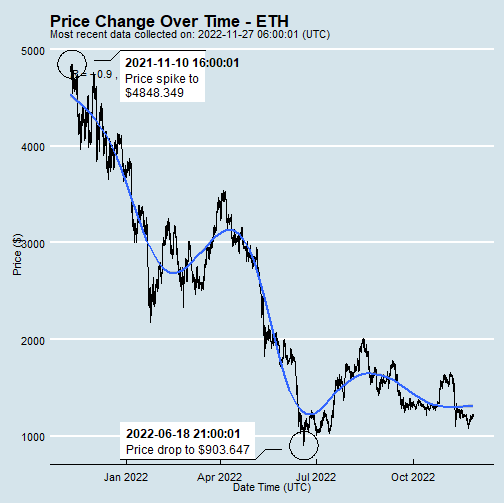 Price Change Over Time - ETH
Most recent data collected on: 2022-11-27 06:00:01 (UTC)
5000
2021-11-10 16:00:01
Price spike to
$4848.349
+0.9 ,
4000
3000
Price ($)
2000
2022-06-18 21:00:01
Price drop to $903.647
1000
Jan 2022
Apr 2022
Jul 2022
Oct 2022
Date Time (UTC)